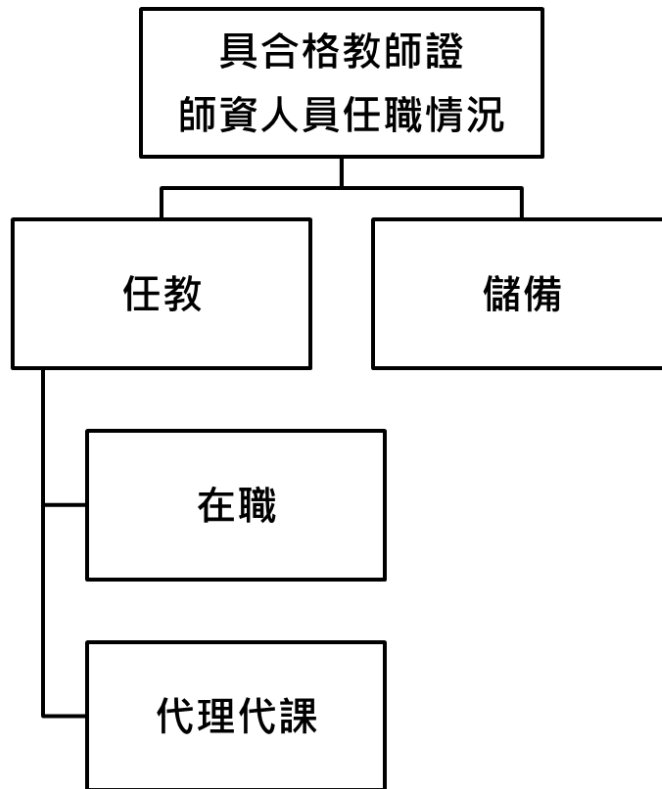 具合格教師證
師資人員任職情況
任教
儲備
在職
代理代課